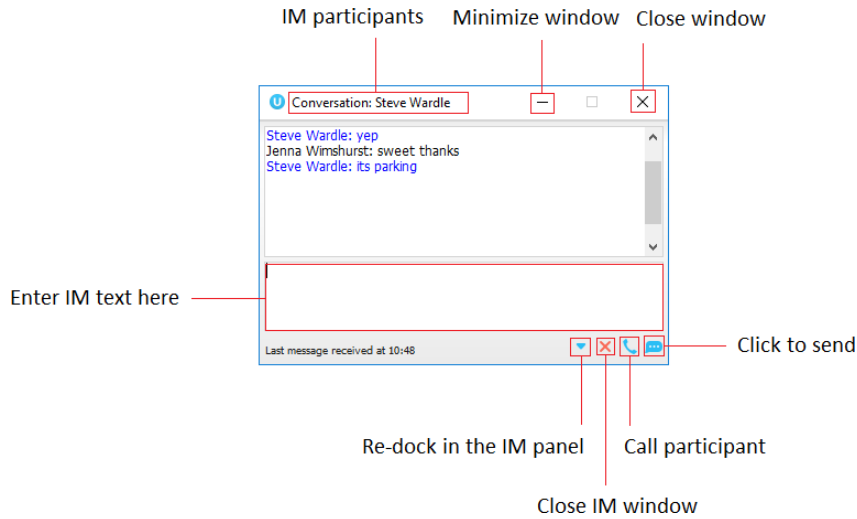 IM participants
Minimize window
Close window
U
Conversation: Steve Wardle
Steve Wardle: yep
Jenna Wimshurst: sweet thanks
Steve Wardle: its parking
Enter IM text here
Last message received at 10:48
Click to send
Re-dock in the IM panel
Call participant
Close IM window